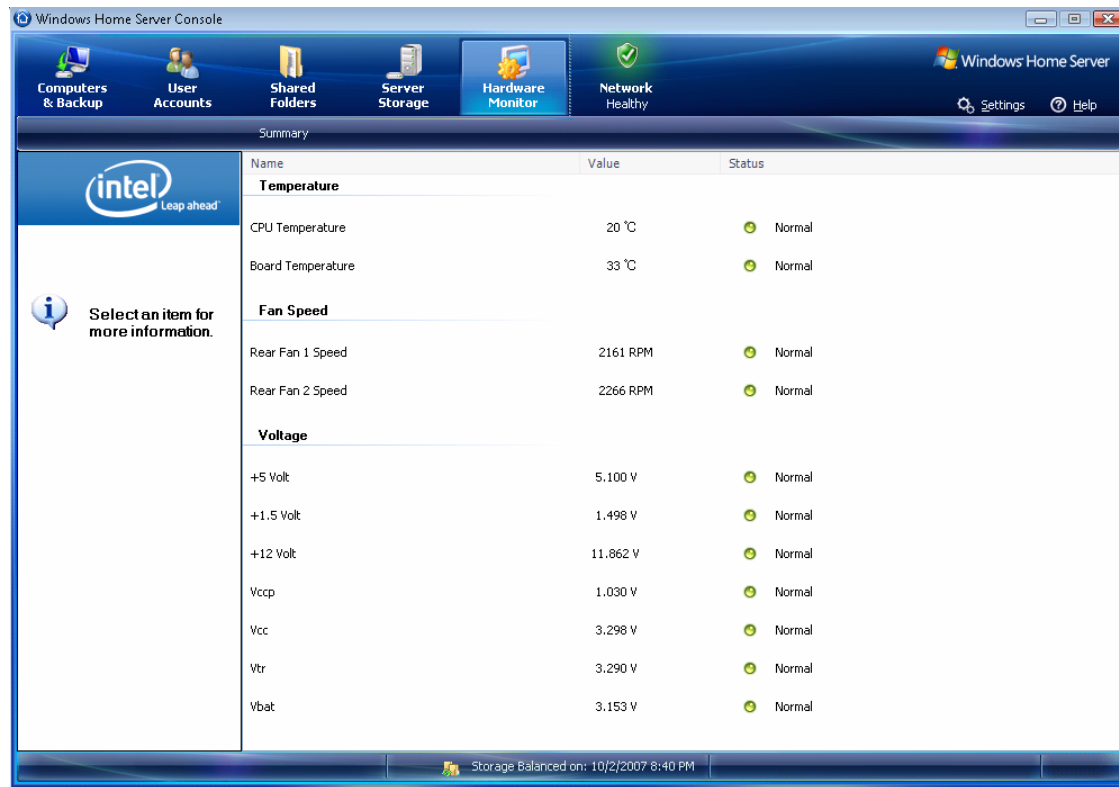 Windows Home Server Console
Computers & Backup
User Accounts
Shared Folders
Server Storage
Hardware Monitor
Network Healthy
Windows Home Server
Settings Help
Summary
intel Leap ahead
Select an item for
more information.
Name Value Status
Temperature
CPU Temperature 20 °C Normal
Board Temperature 33 °C Normal
Fan Speed
Rear Fan 1 Speed 2161 RPM Normal
Rear Fan 2 Speed 2266 RPM Normal
Voltage
+5 Volt 5.100 V Normal
+1.5 Volt 1.498 V Normal
+12 Volt 11.862 V Normal
Vccp 1.030 V Normal
Vcc 3.298 V Normal
Vtr 3.290 V Normal
Vbat 3.153 V Normal
Storage Balanced on: 10/2/2007 8:40 PM